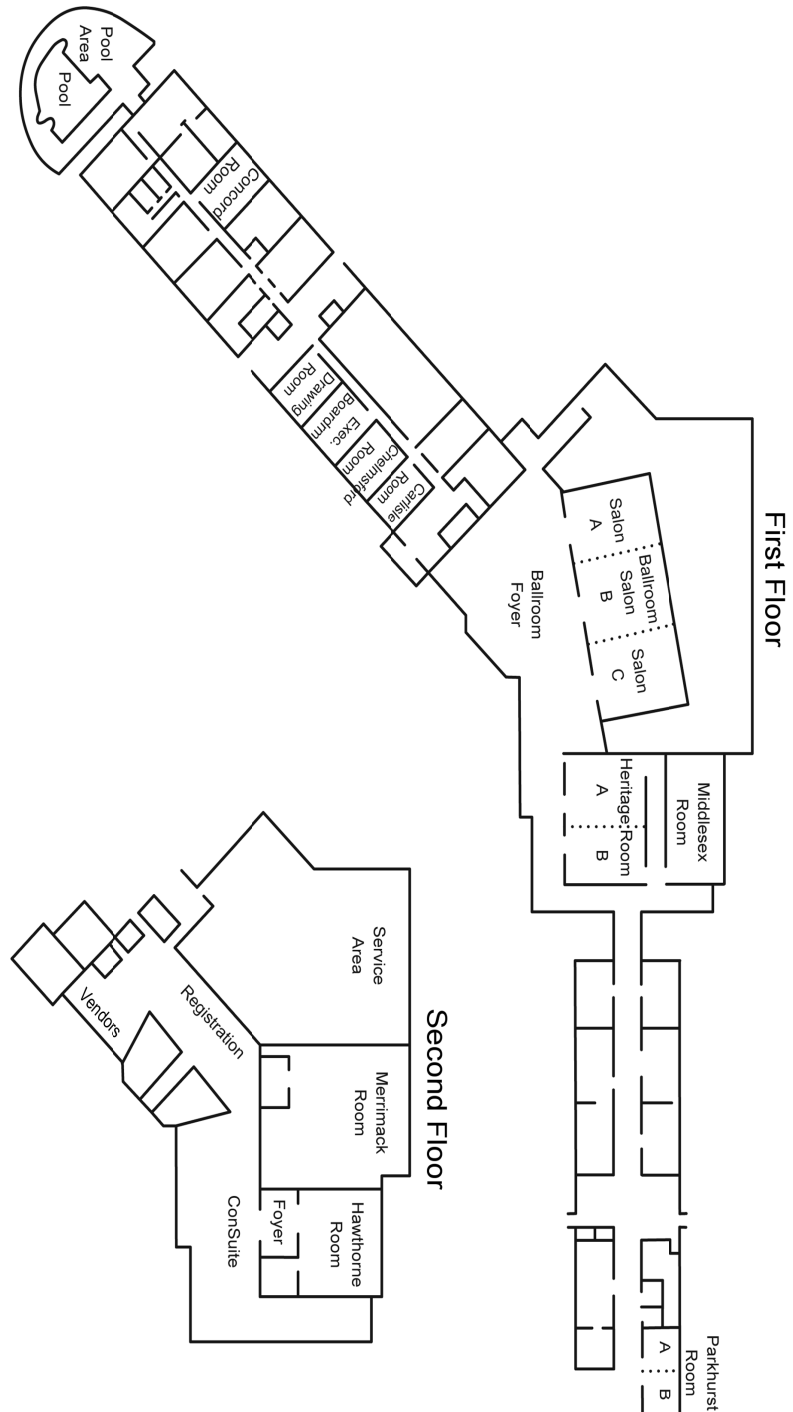 First Floor
Pool
Area
Pool
Concord
Room
Drawing
Room
Exec.
Boardrm
Chelmsford
Room
Carlisle
Room
Ballroom
Foyer
Ballroom
Salon
A
Salon
B
Salon
C
Heritage Room
A
B
Middlesex
Room
Parkhurst
Room
A
B
Second Floor
Service
Area
Registration
Vendors
Merrimack
Room
Hawthorne
Room
Foyer
ConSuite